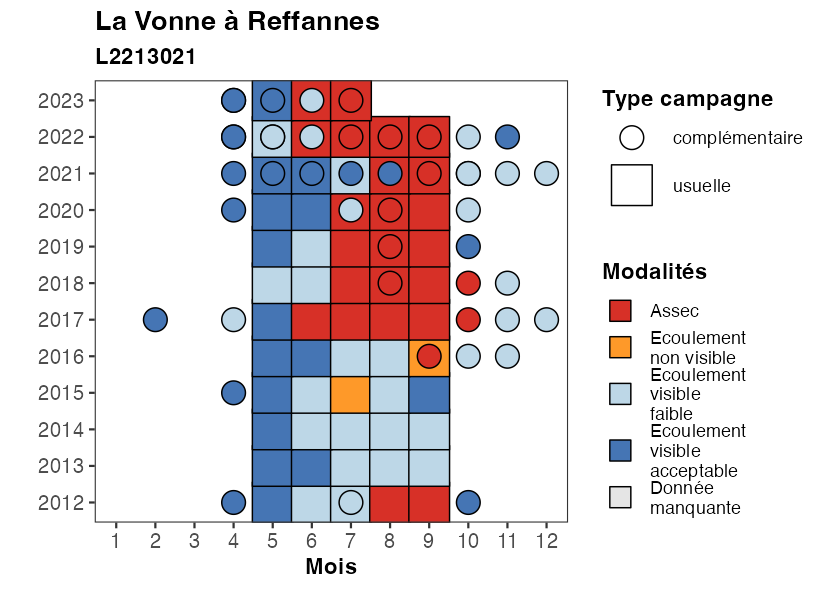 La Vonne à Reffannes
L2213021
2023
2022
2021
2020
2019
2018
2017
2016
2015
2014
2013
2012
1 2 3 4 5 6 7 8 9 10 11 12
Mois
Type campagne
complémentaire
usuelle
Modalités
Assec
Ecoulement
non visible
Ecoulement
visible
faible
Ecoulement
visible
acceptable
Donnée
manquante